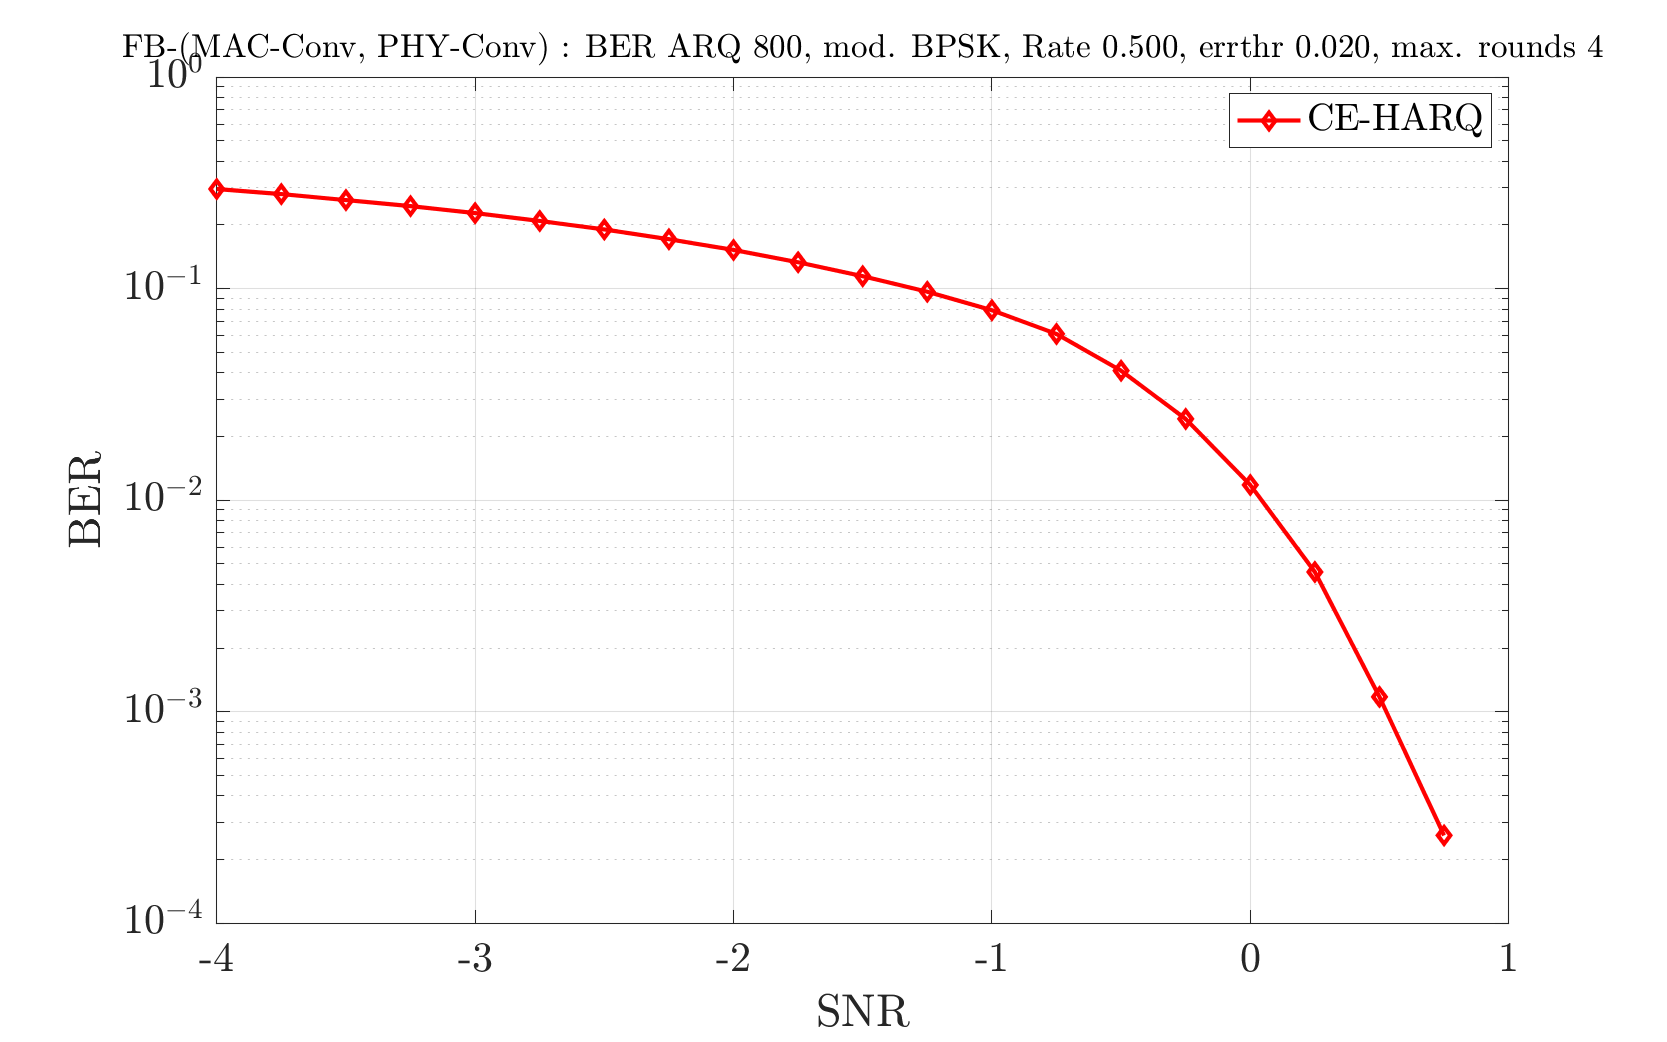 FB-(MAC-Conv, PHY-Conv) : BER ARQ 800, mod. BPSK, Rate 0.500, errthr 0.020, max. rounds 4
10^0
CE-HARQ
10^{-1}
10^{-2}
10^{-3}
10^{-4}
BER
-4 -3 -2 -1 0 1
SNR